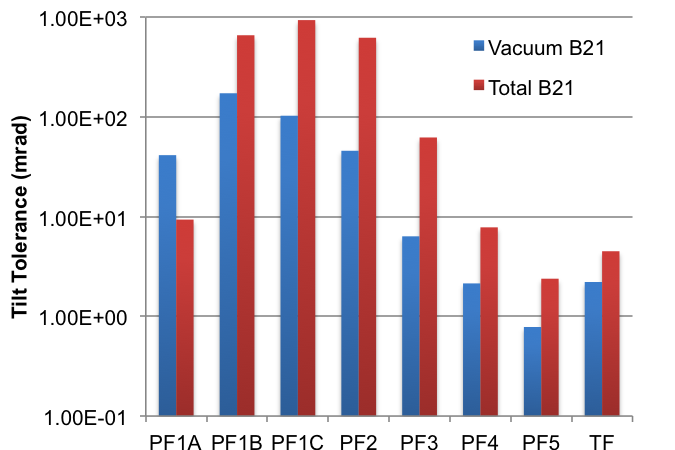 1.00E+03
1.00E+02
1.00E+01
1.00E+00
1.00E-01
Tilt Tolerance (mrad)
Vacuum B21
Total B21
PF1A PF1B PF1C PF2 PF3 PF4 PF5 TF